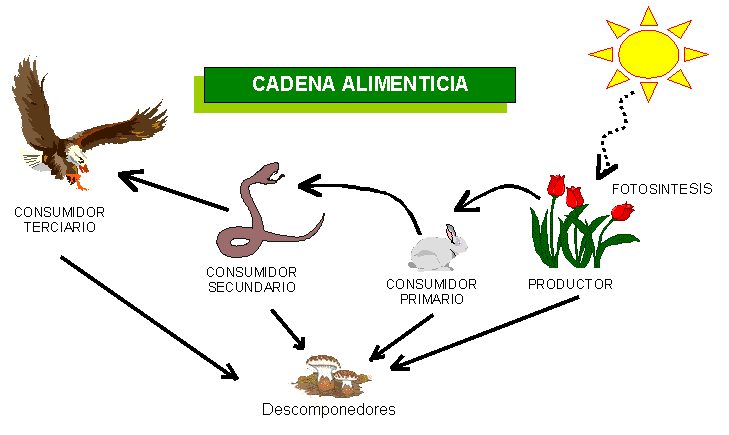 CADENA ALIMENTICIA
FOTOSINTESIS
CONSUMIDOR
TERCIARIO
CONSUMIDOR
SECUNDARIO
CONSUMIDOR
PRIMARIO
PRODUCTOR
Descomponedores